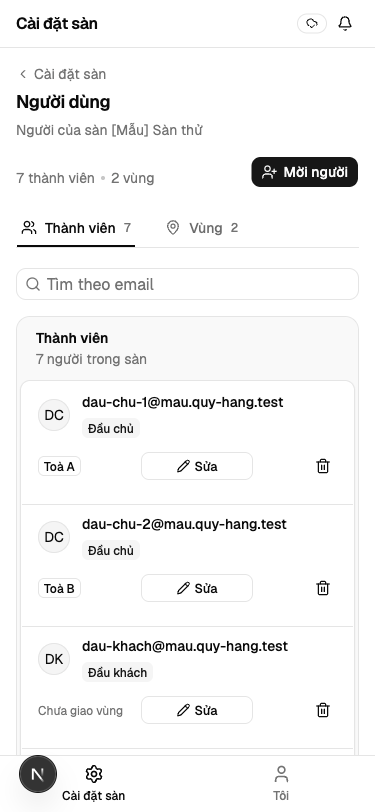 Cài đặt sàn
Cài đặt sàn
Người dùng
Người của sàn [Mẫu] Sàn thử
7 thành viên • 2 vùng
Mời người
Thành viên 7
Vùng 2
Tìm theo email
Thành viên
7 người trong sàn
DC
dau-chu-1@mau.quy-hang.test
Đầu chủ
Toà A
Sửa
DC
dau-chu-2@mau.quy-hang.test
Đầu chủ
Toà B
Sửa
DK
dau-khach@mau.quy-hang.test
Đầu khách
Chưa giao vùng
Sửa
N
Cài đặt sàn
Tôi